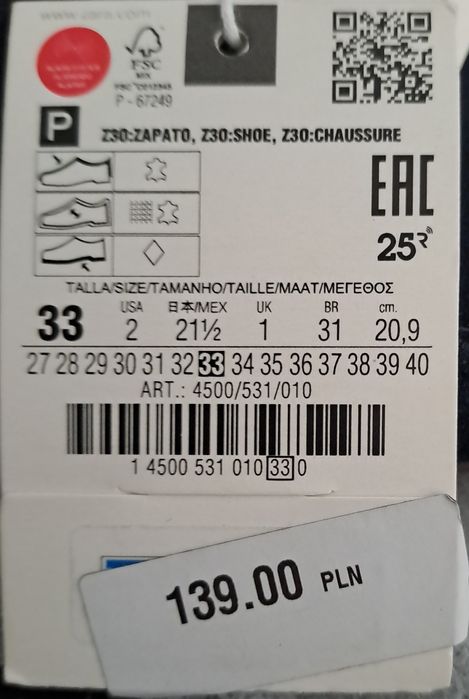 www.zara.com
FSC
MIX
P - 67249
P
Z30:ZAPATO, Z30:SHOE, Z30:CHAUSSURE
EAC
25R
TALLA/SIZE/TAMANHO/TAILLE/MAAT/ΜΕΓΕΘΟΣ
USA 日本/MEX UK BR cm.
33 2 21½ 1 31 20,9
27 28 29 30 31 32 33 34 35 36 37 38 39 40
ART.: 4500/531/010
1 4500 531 010 33 0
139.00 PLN